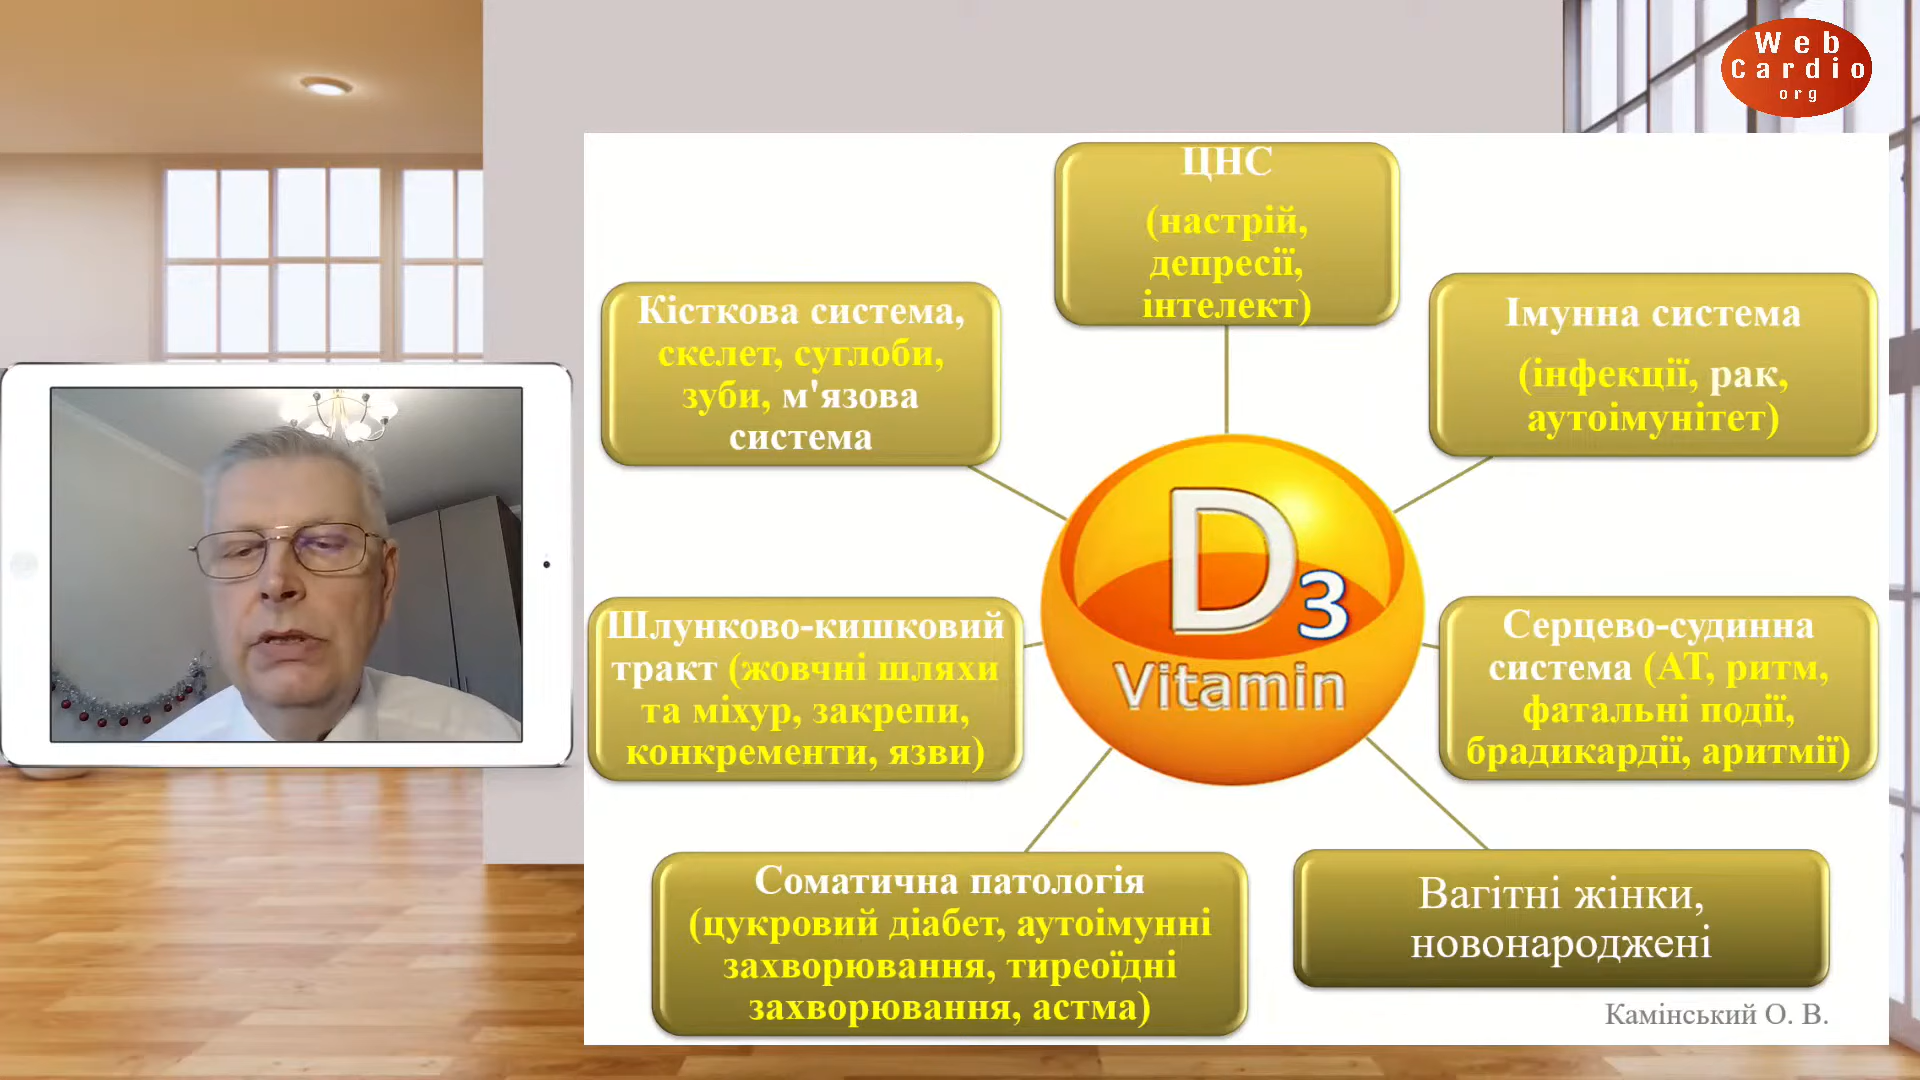 Web
Cardio
org
ЦНС
(настрій,
депресії,
інтелект)
Кісткова система,
скелет, суглоби,
зуби, м'язова
система
Імунна система
(інфекції, рак,
аутоімунітет)
D3
Vitamin
Шлунково-кишковий
тракт (жовчні шляхи
та міхур, закрепи,
конкременти, язви)
Серцево-судинна
система (АТ, ритм,
фатальні події,
брадикардії, аритмії)
Соматична патологія
(цукровий діабет, аутоімунні
захворювання, тиреоїдні
захворювання, астма)
Вагітні жінки,
новонароджені
Камінський О. В.